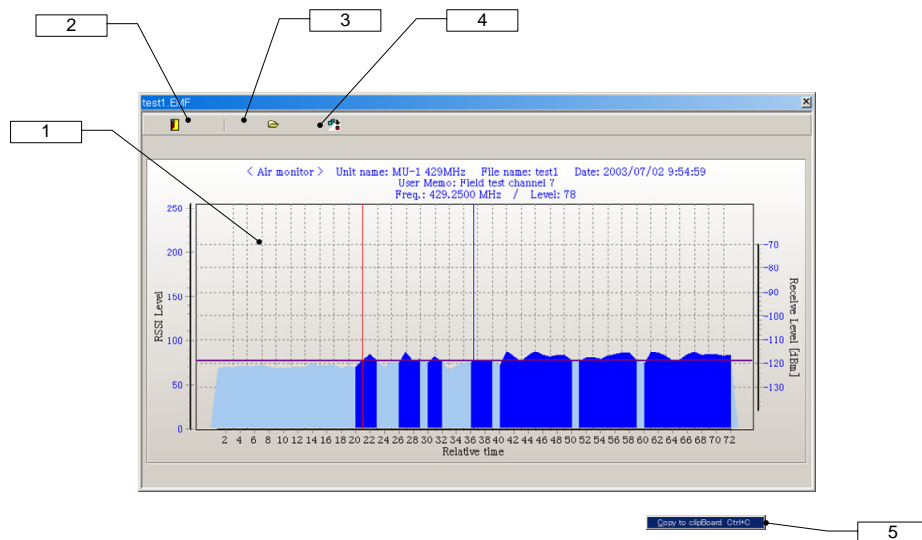 2
3
4
1
test1.EMF
< Air monitor > Unit name: MU-1 429MHz File name: test1 Date: 2003/07/02 9:54:59
User Memo: Field test channel 7
Freq.: 429.2500 MHz / Level: 78
250
200
150
100
50
0
RSSI Level
-70
-80
-90
-100
-110
-120
-130
Receive Level [dBm]
2 4 6 8 10 12 14 16 18 20 22 24 26 28 30 32 34 36 38 40 42 44 46 48 50 52 54 56 58 60 62 64 66 68 70 72
Relative time
Copy to clipBoard Ctrl+C
5